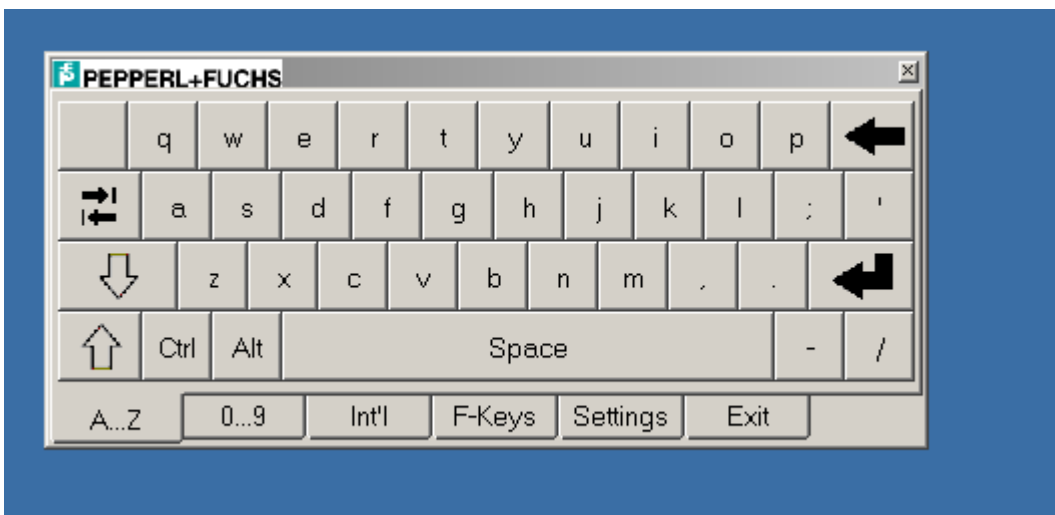 PEPPERL+FUCHS
q w e r t y u i o p
a s d f g h j k l ; '
z x c v b n m , .
Ctrl Alt Space - /
A...Z 0...9 Int'l F-Keys Settings Exit